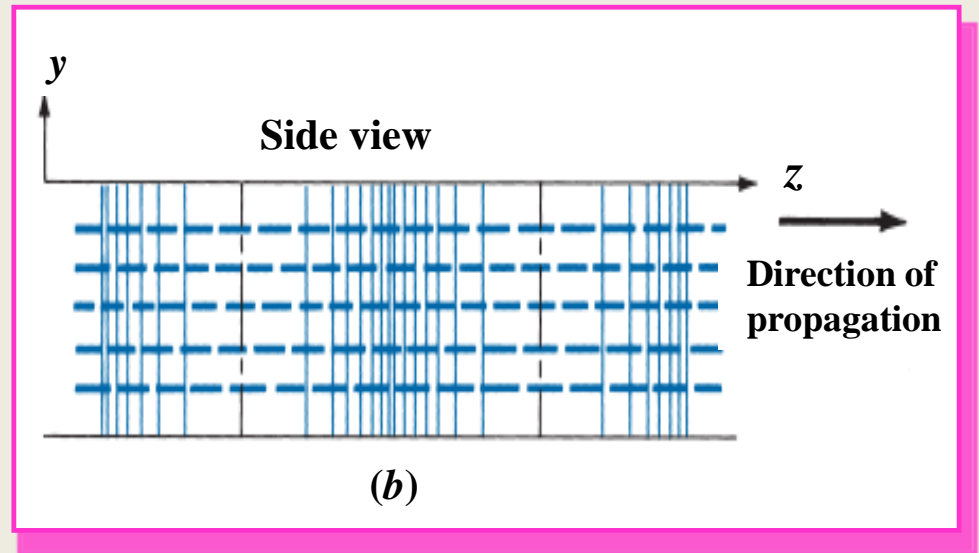 y
Side view
z
Direction of
propagation
(b)